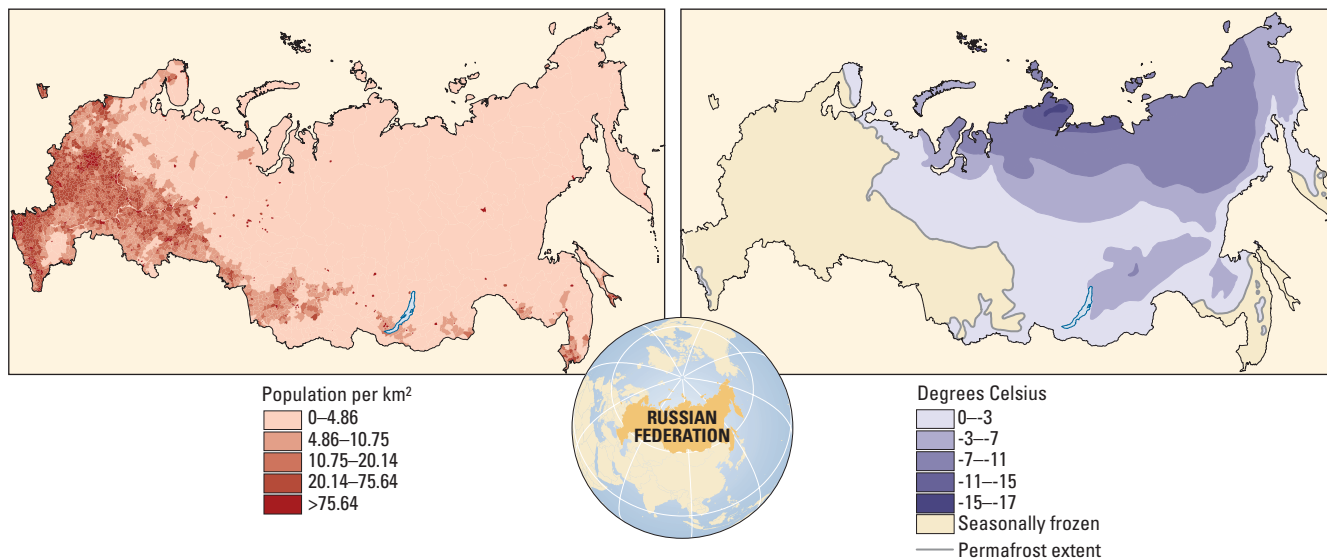 Population per km²
0–4.86
4.86–10.75
10.75–20.14
20.14–75.64
>75.64
RUSSIAN
FEDERATION
Degrees Celsius
0–-3
-3–-7
-7–-11
-11–-15
-15–-17
Seasonally frozen
Permafrost extent